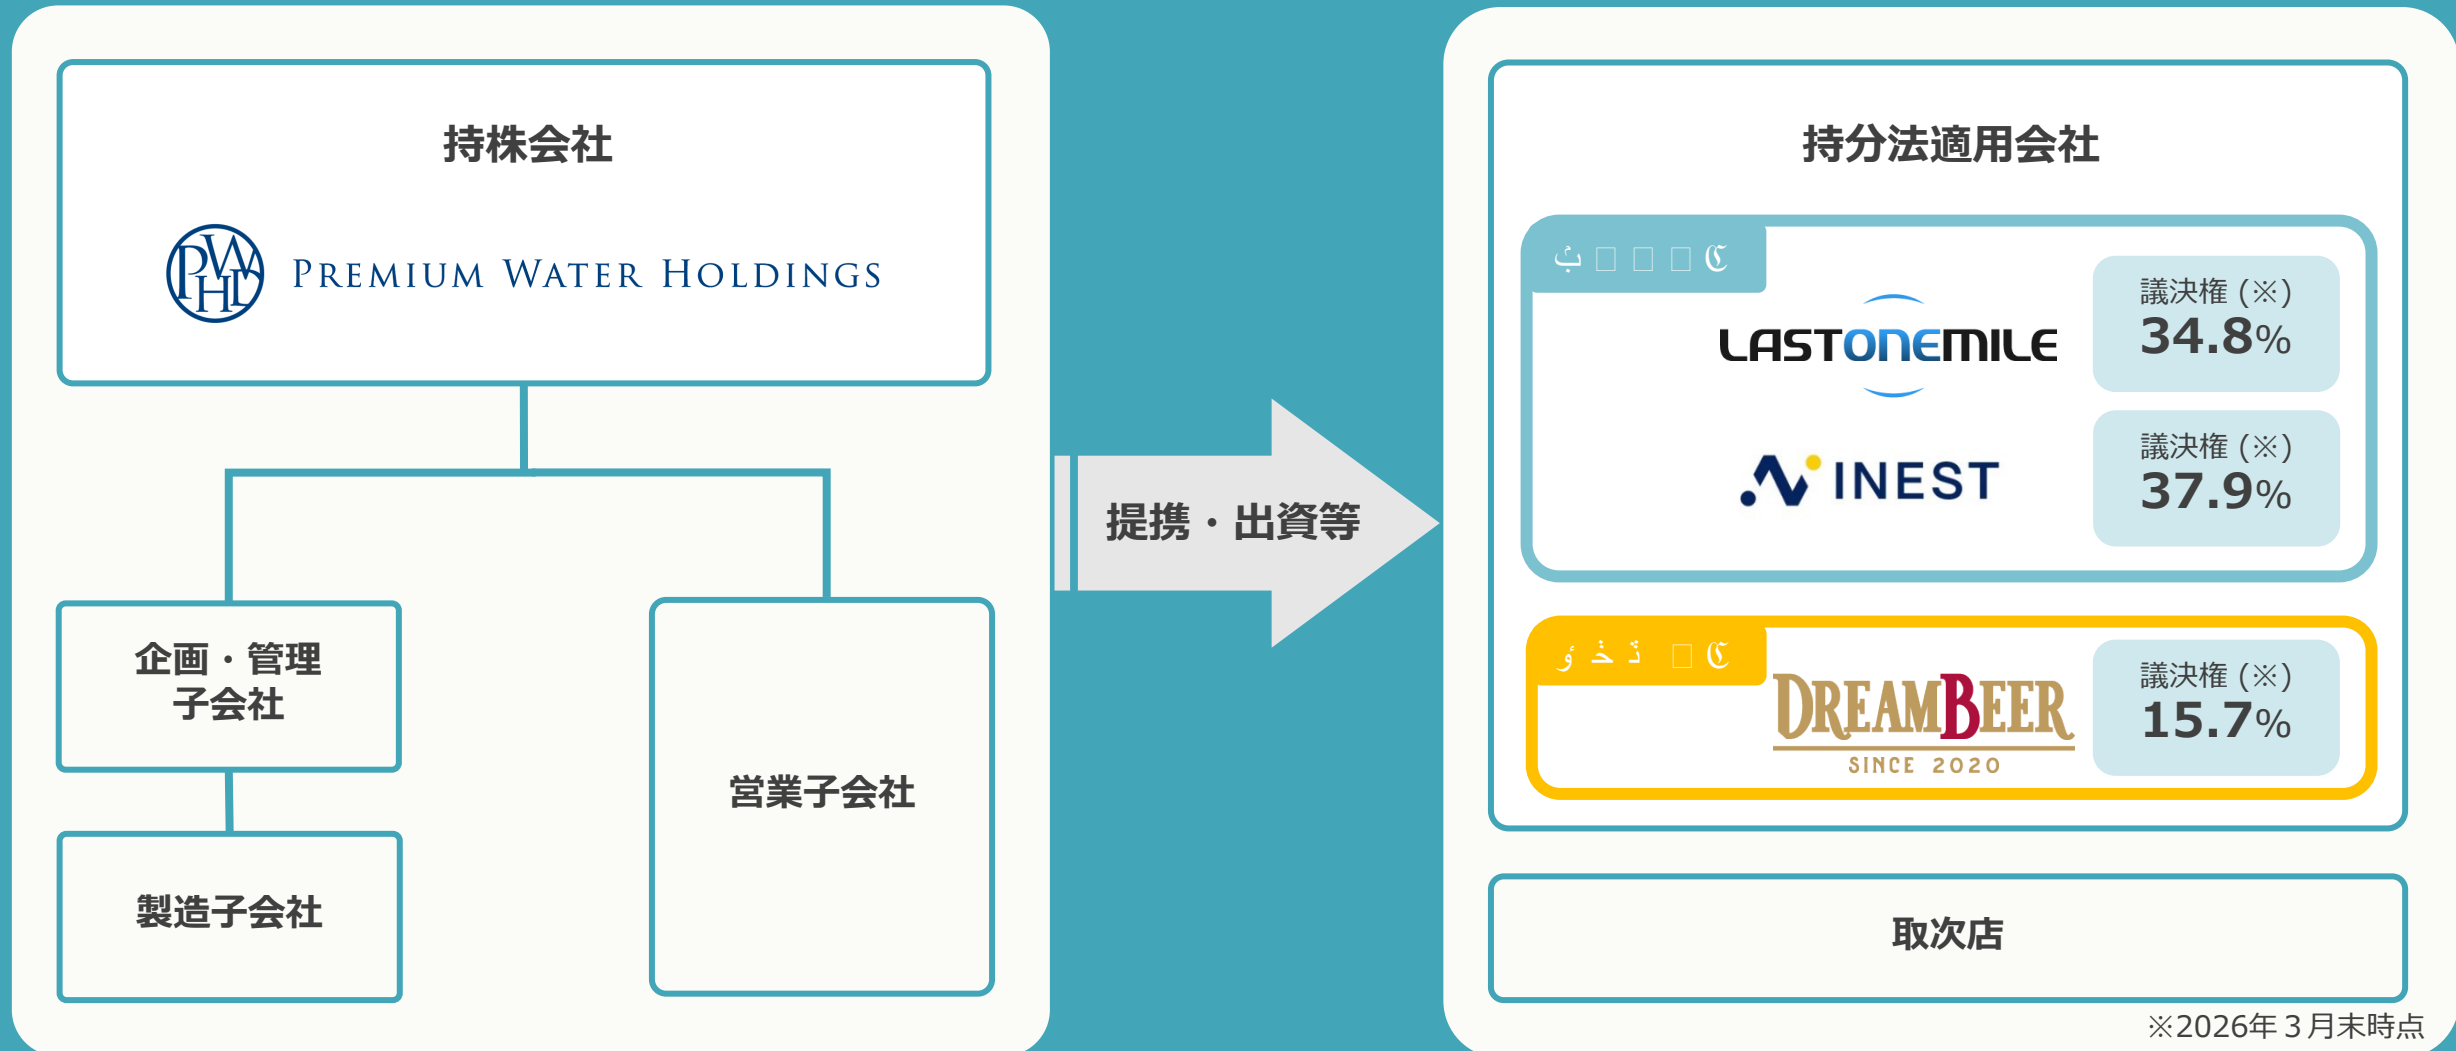 持株会社
PREMIUM WATER HOLDINGS
企画・管理
子会社
製造子会社
営業子会社
提携・出資等
持分法適用会社
LASTONEMILE
議決権 (※)
34.8%
INEST
議決権 (※)
37.9%
DREAMBEER
SINCE 2020
議決権 (※)
15.7%
取次店
※2026年３月末時点